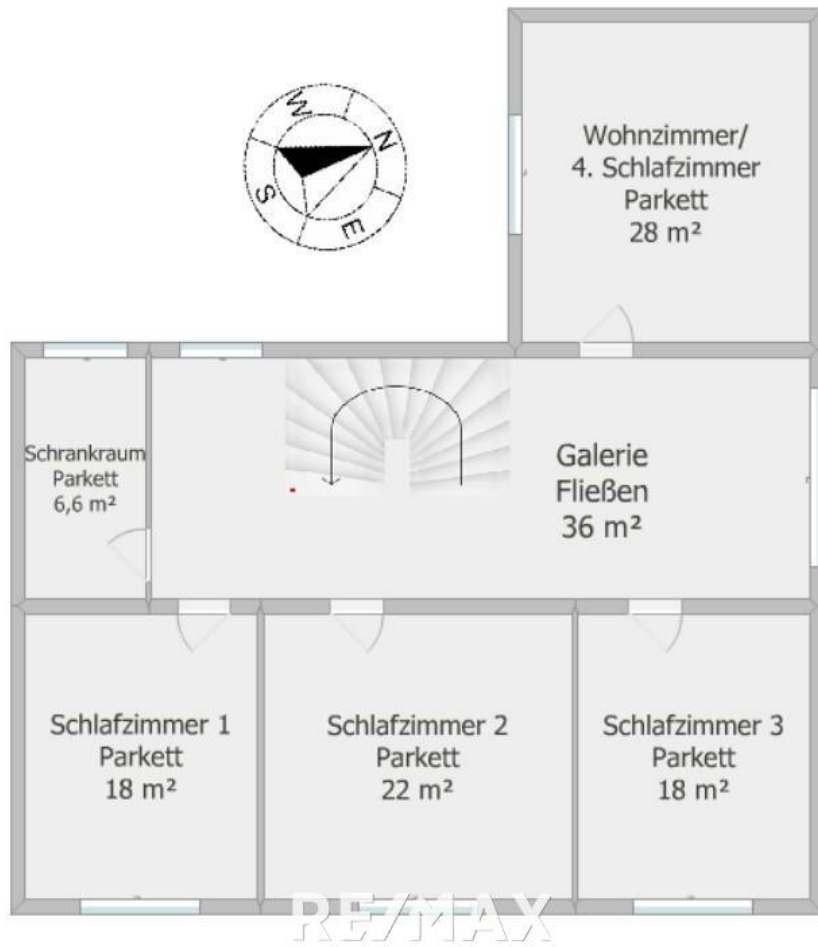 W
N
S
E
Wohnzimmer/
4. Schlafzimmer
Parkett
28 m²
Schrankraum
Parkett
6,6 m²
Galerie
Fließen
36 m²
Schlafzimmer 1
Parkett
18 m²
Schlafzimmer 2
Parkett
22 m²
Schlafzimmer 3
Parkett
18 m²
RE/MAX